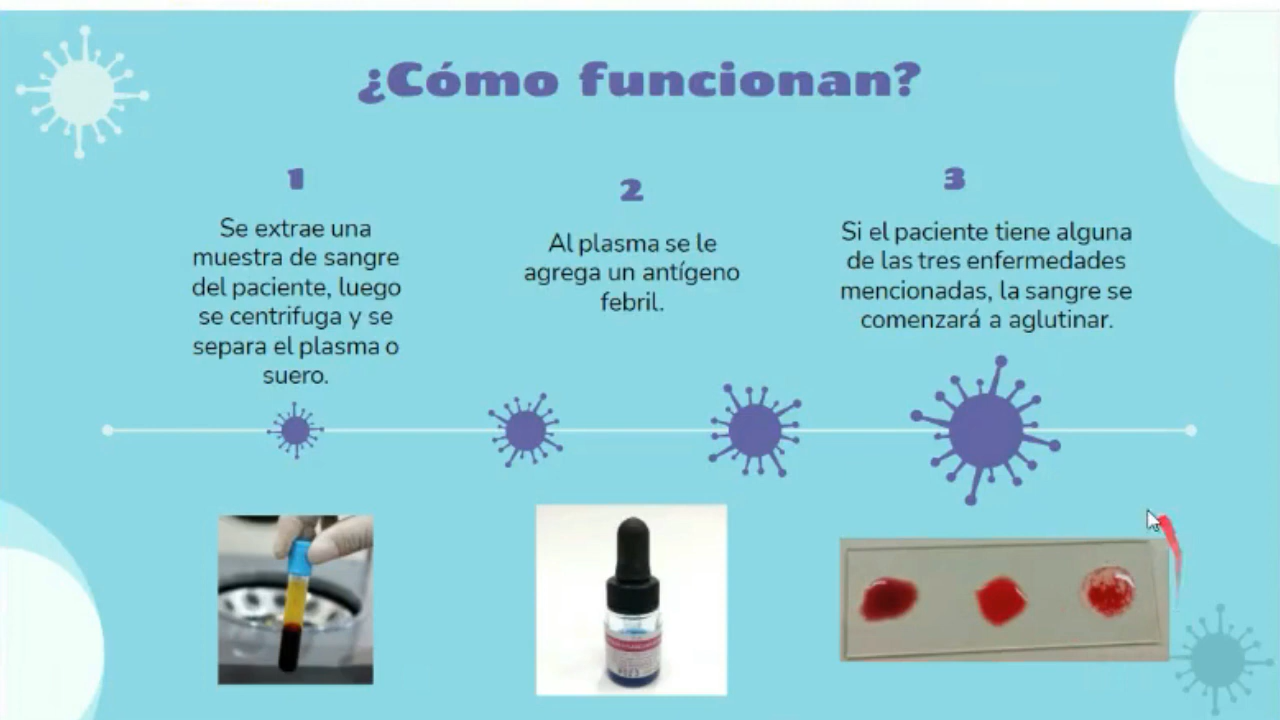 ¿Cómo funcionan?
1
Se extrae una
muestra de sangre
del paciente, luego
se centrifuga y se
separa el plasma o
suero.
2
Al plasma se le
agrega un antígeno
febril.
3
Si el paciente tiene alguna
de las tres enfermedades
mencionadas, la sangre se
comenzará a aglutinar.